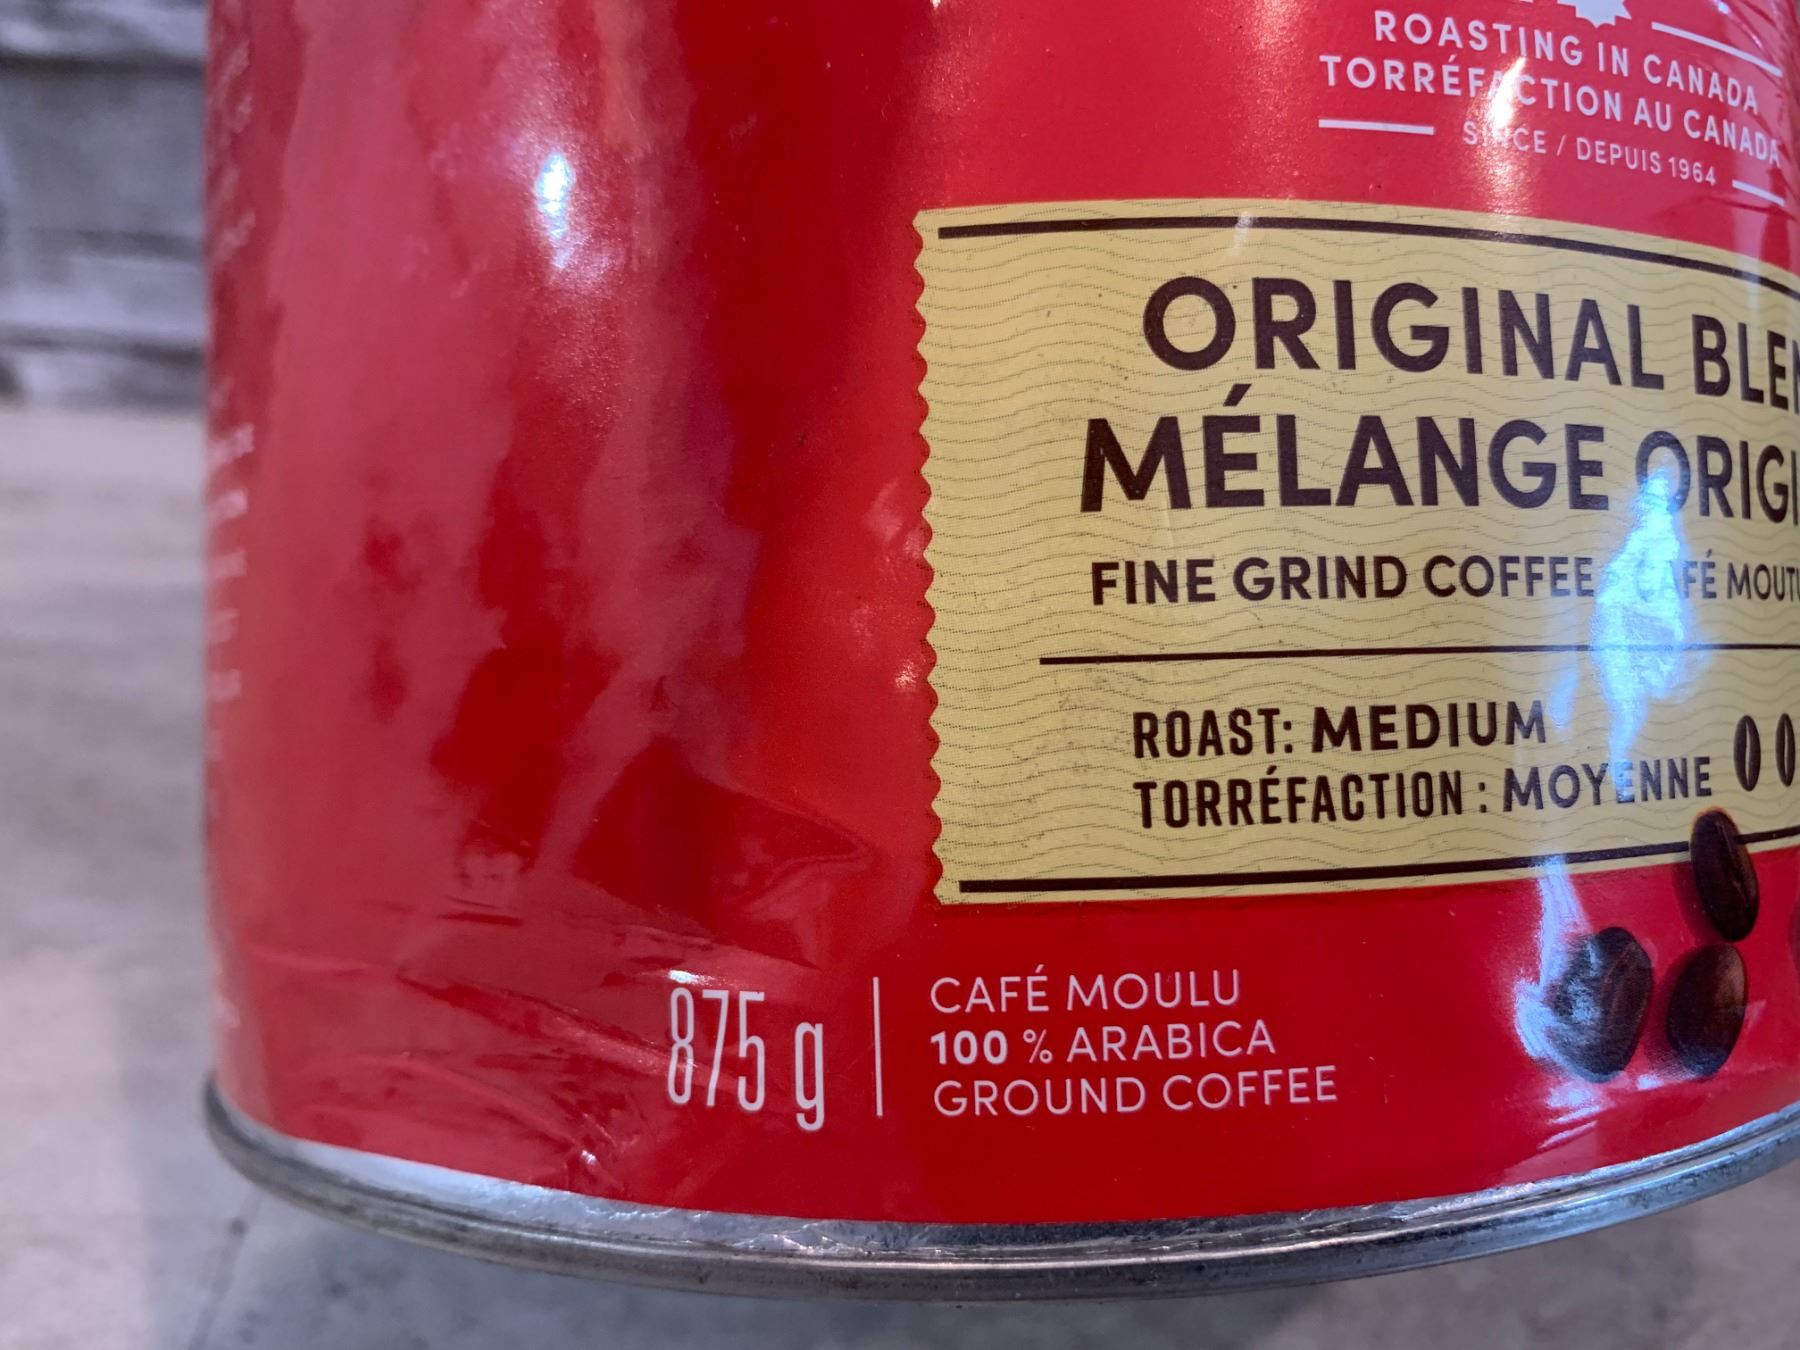 ROASTING IN CANADA
TORRÉFACTION AU CANADA
SINCE / DEPUIS 1964
ORIGINAL
MÉLANGE
FINE GRIND COFFEE CAFÉ
ROAST: MEDIUM
TORRÉFACTION : MOYENNE
875 g
CAFÉ MOULU
100 % ARABICA
GROUND COFFEE